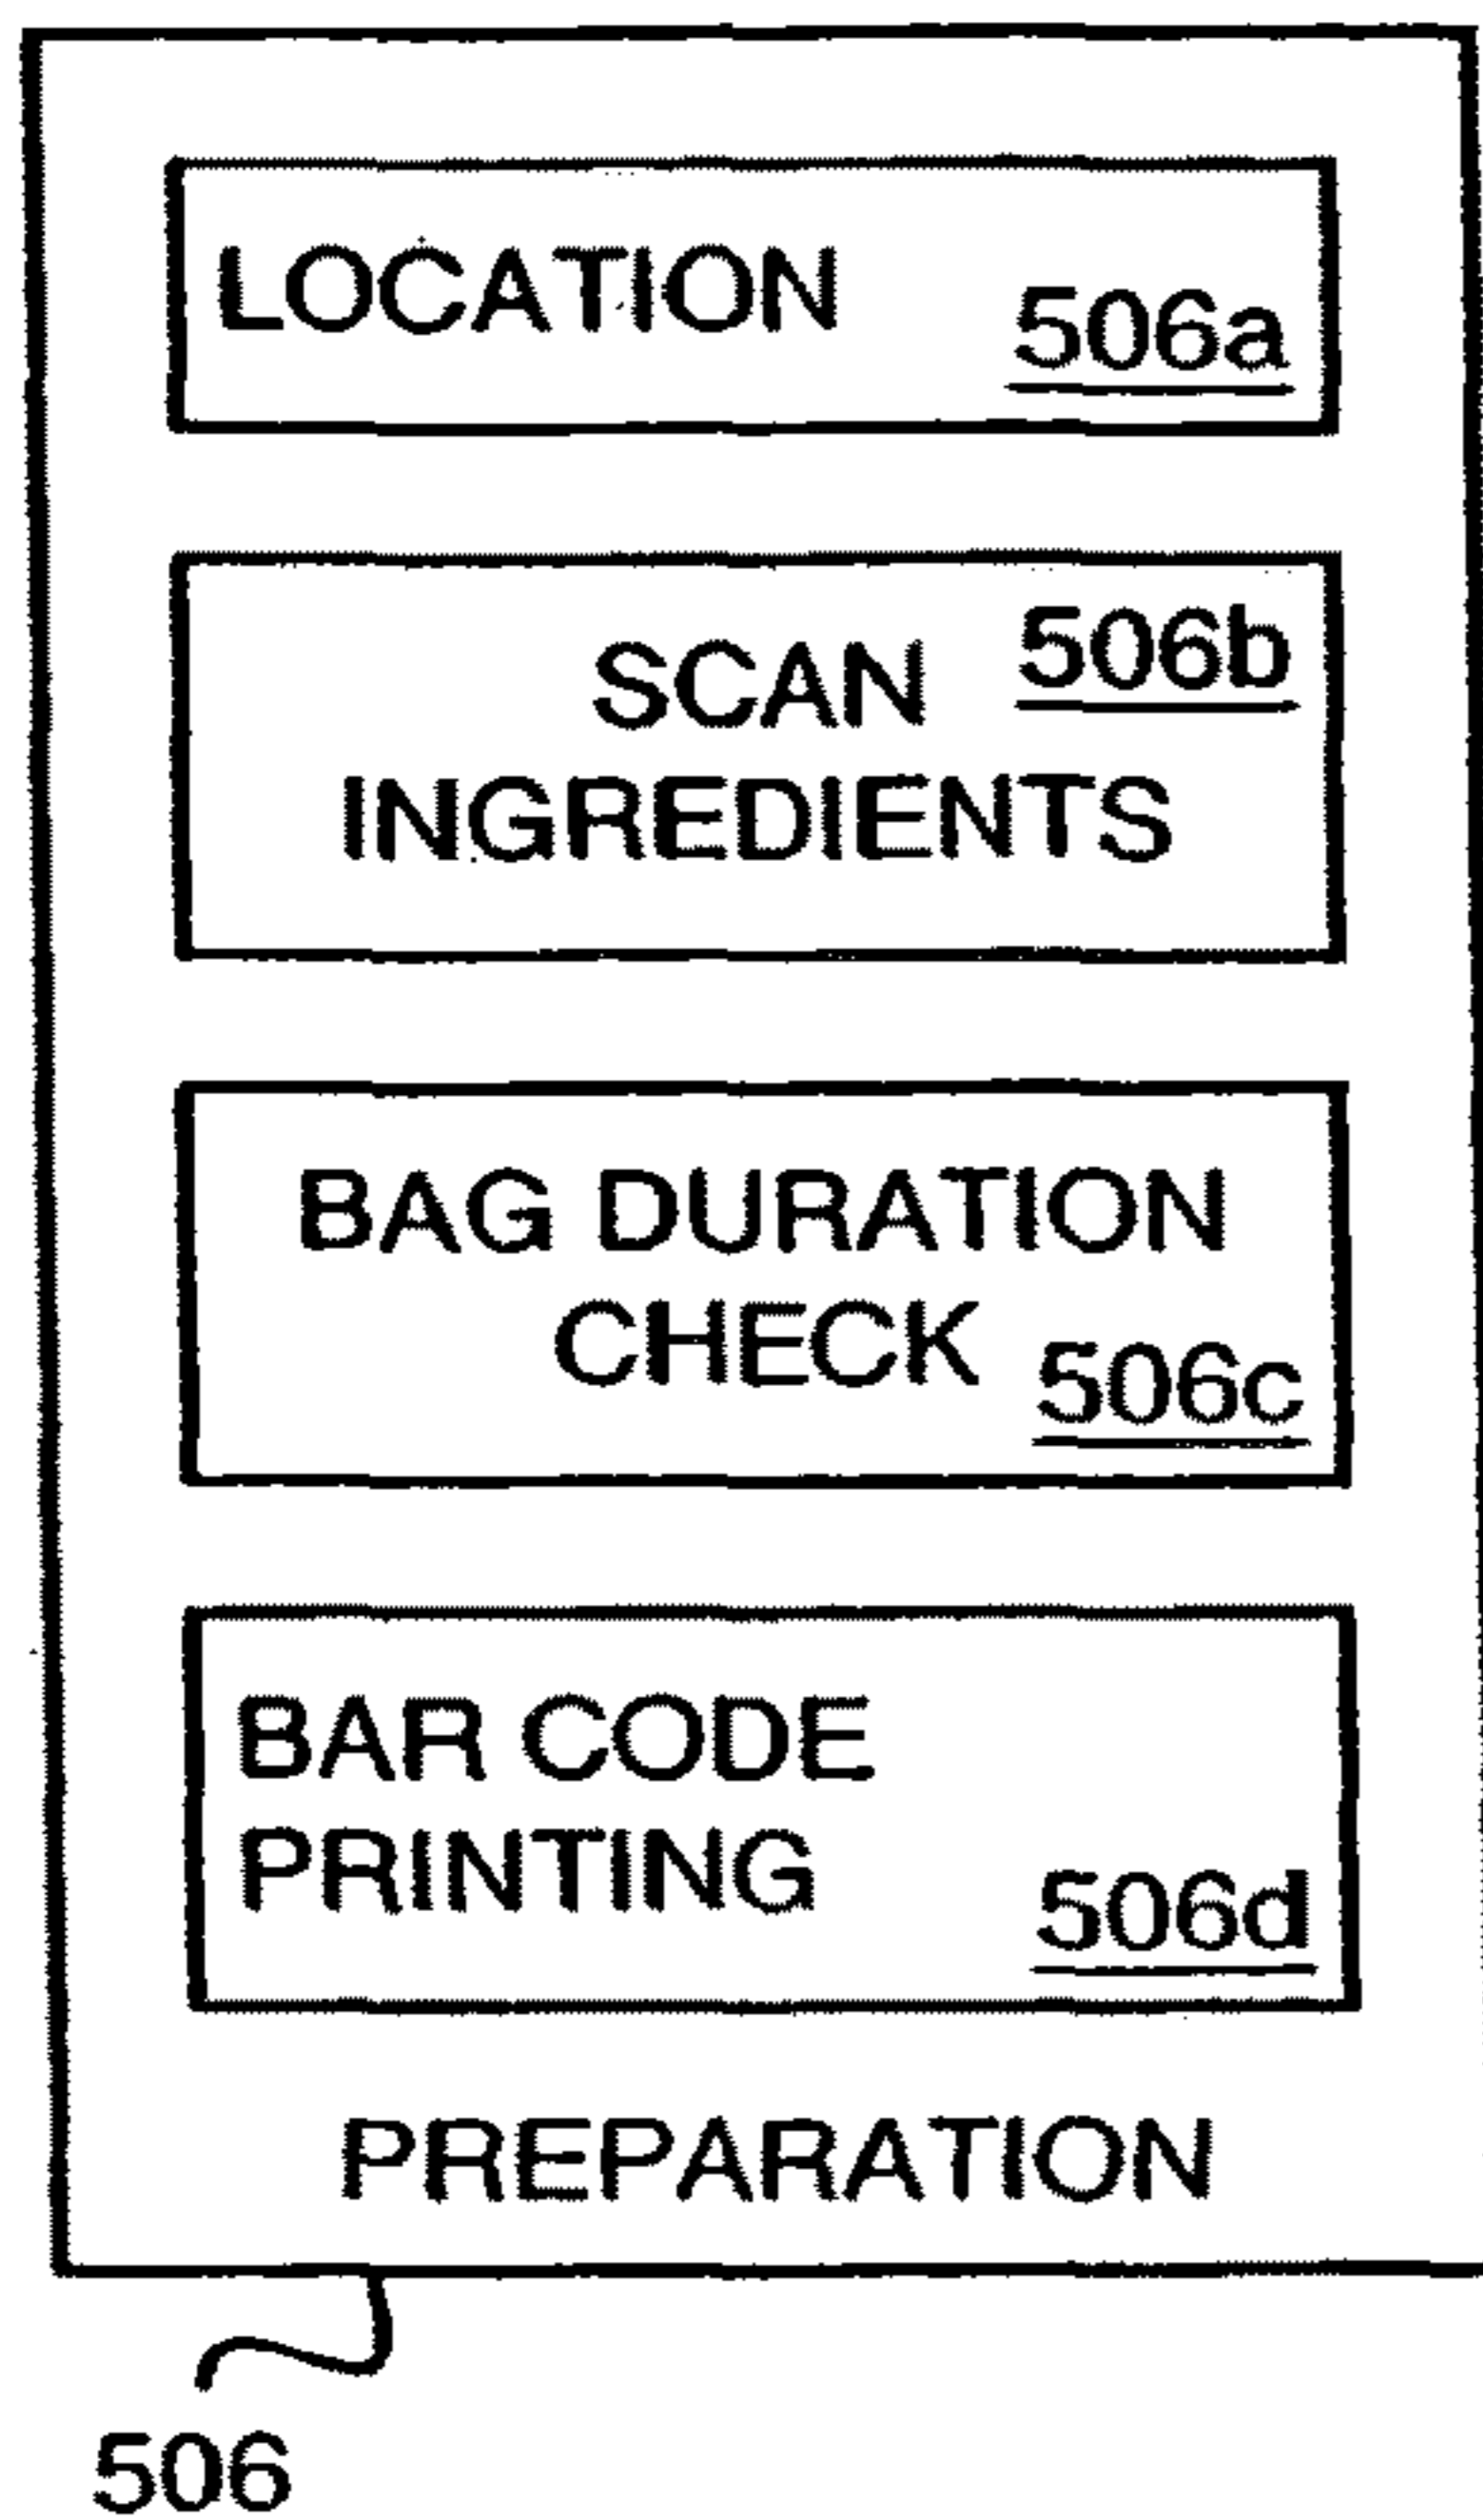 LOCATION
506a
SCAN
506b
INGREDIENTS
BAG DURATION
CHECK
506c
BAR CODE
PRINTING
506d
PREPARATION
506